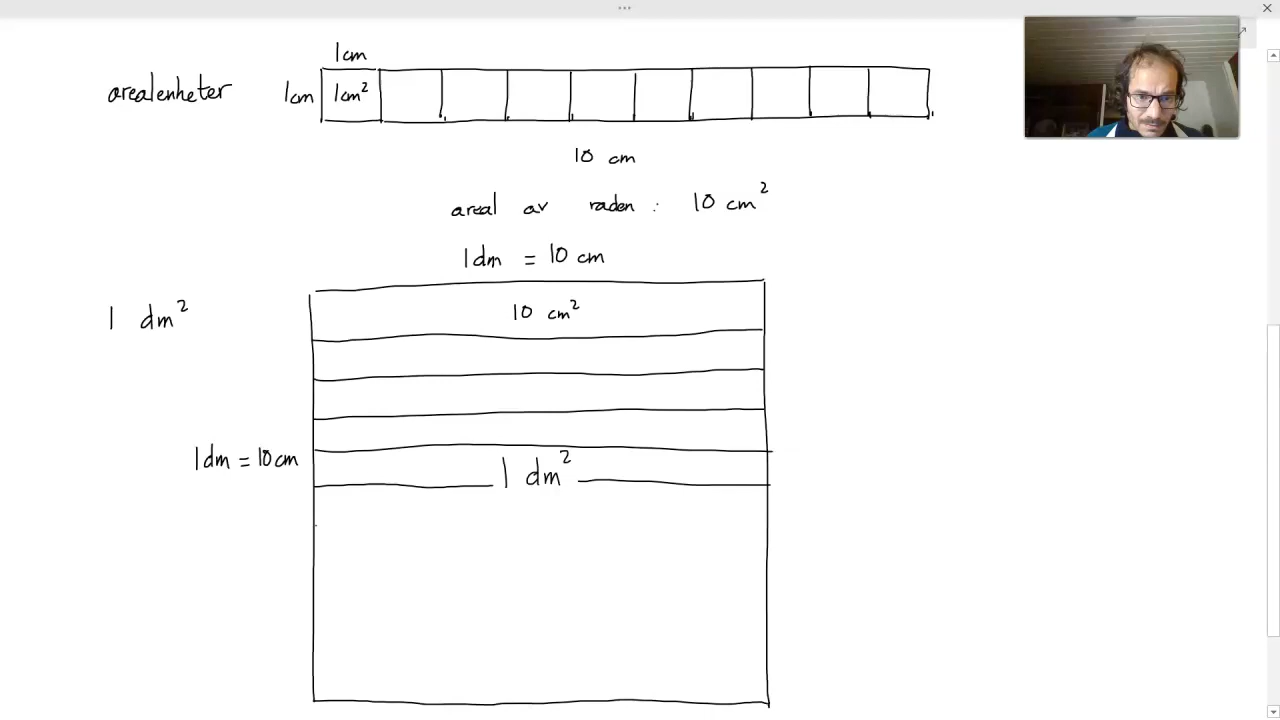 1cm
arealenheter 1cm 1cm²
10 cm
areal av raden : 10 cm²
1dm = 10 cm
10 cm²
1 dm²
1dm = 10cm
1 dm²